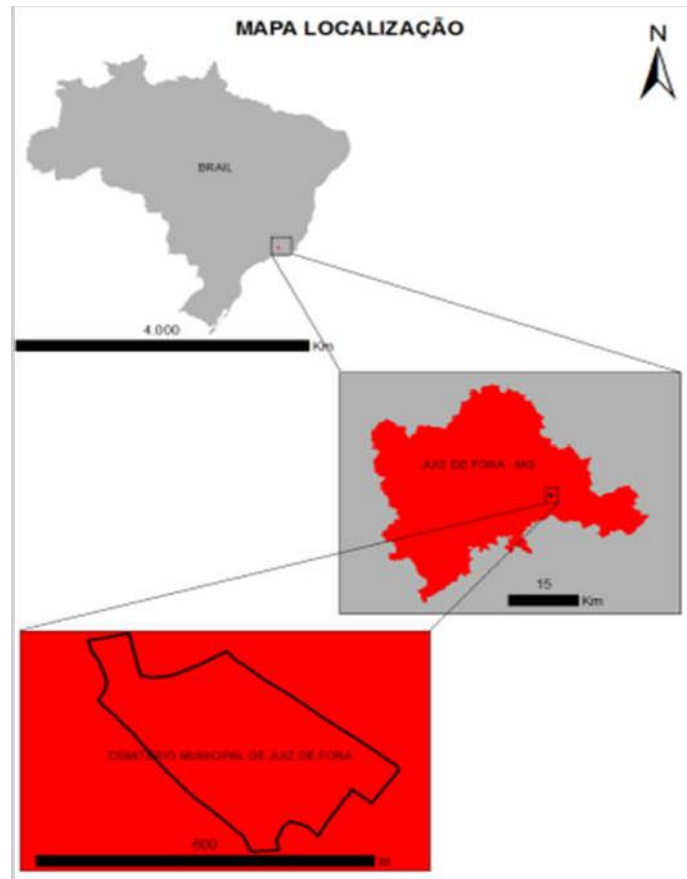 MAPA LOCALIZAÇÃO
N
BRAIL
4.000
Km
JUIZ DE FORA - MG
15
Km
CEMITÉRIO MUNICIPAL DE JUIZ DE FORA
600
m